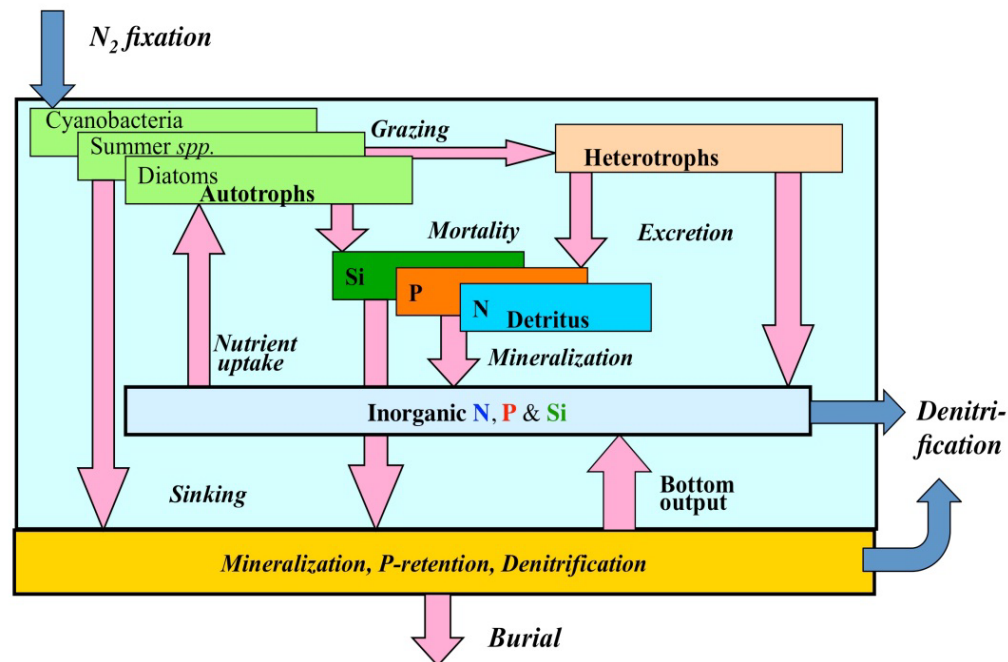 N2 fixation
Cyanobacteria
Summer spp.
Diatoms
Autotrophs
Grazing
Heterotrophs
Mortality
Excretion
Si
P
N
Detritus
Nutrient
uptake
Mineralization
Inorganic N, P & Si
Denitri-
fication
Sinking
Bottom
output
Mineralization, P-retention, Denitrification
Burial